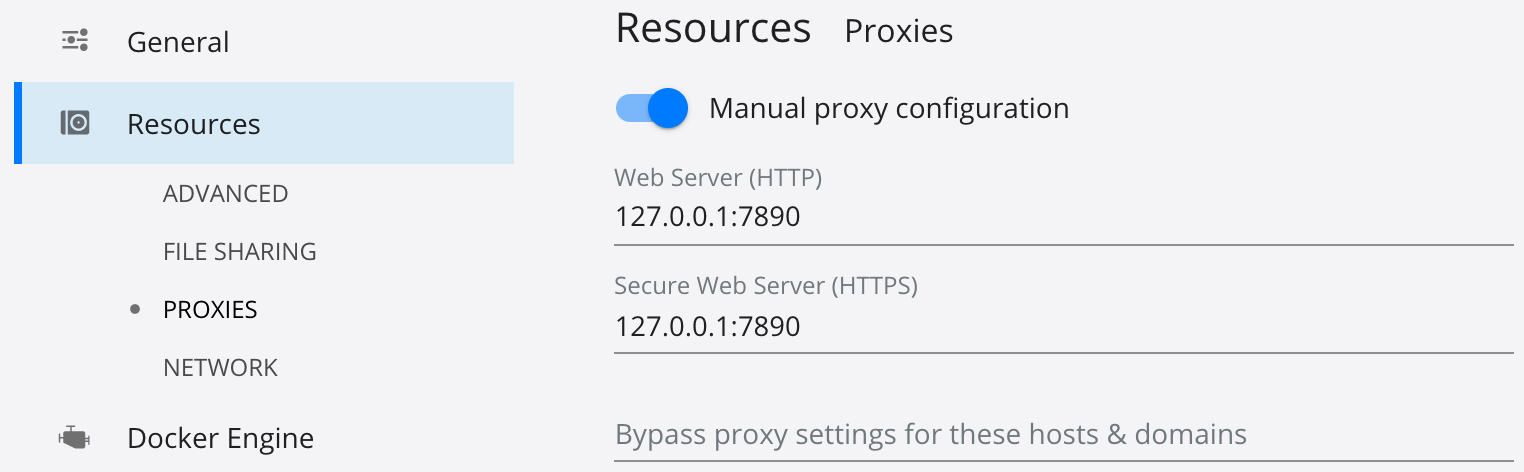 General
Resources
ADVANCED
FILE SHARING
PROXIES
NETWORK
Docker Engine
Resources Proxies
Manual proxy configuration
Web Server (HTTP)
127.0.0.1:7890
Secure Web Server (HTTPS)
127.0.0.1:7890
Bypass proxy settings for these hosts & domains